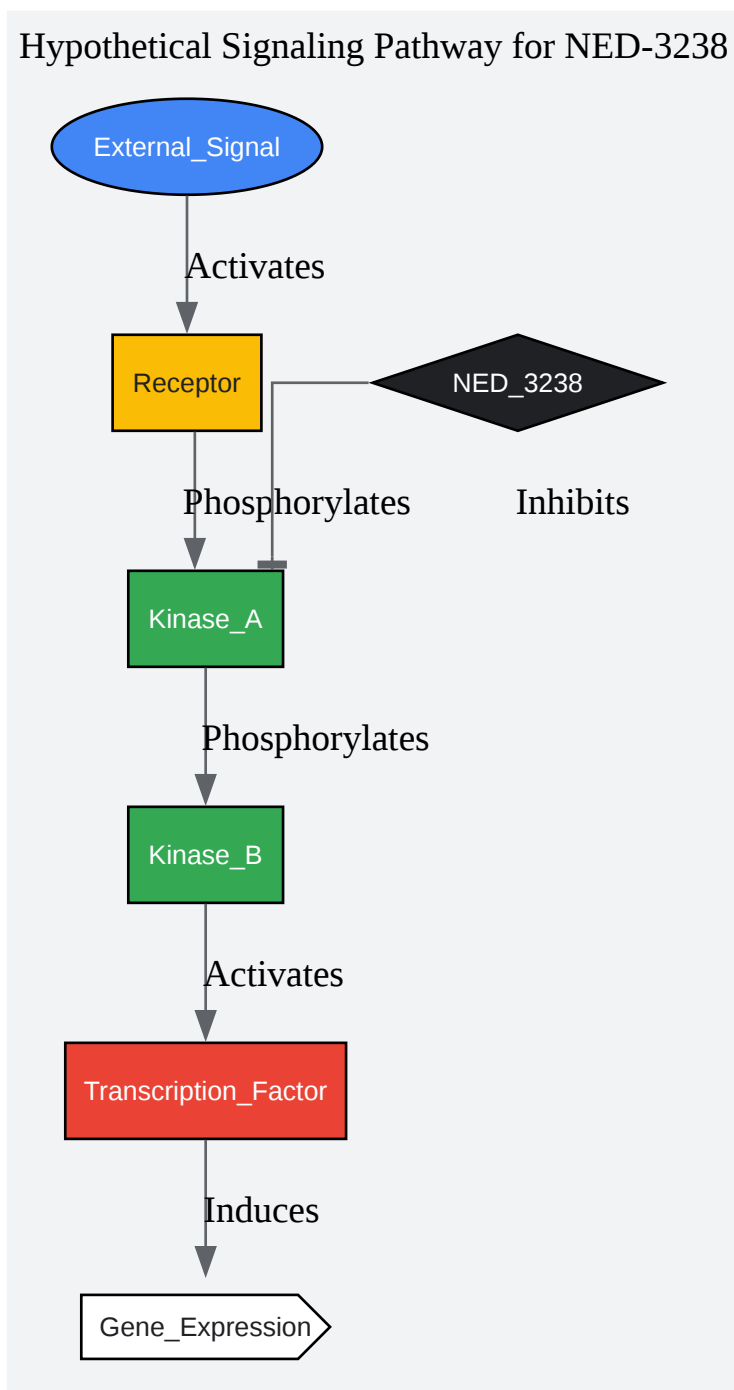 Hypothetical Signaling Pathway for NED-3238
External_Signal
Activates
Receptor
NED_3238
Phosphorylates
Inhibits
Kinase_A
Phosphorylates
Kinase_B
Activates
Transcription_Factor
Induces
Gene_Expression